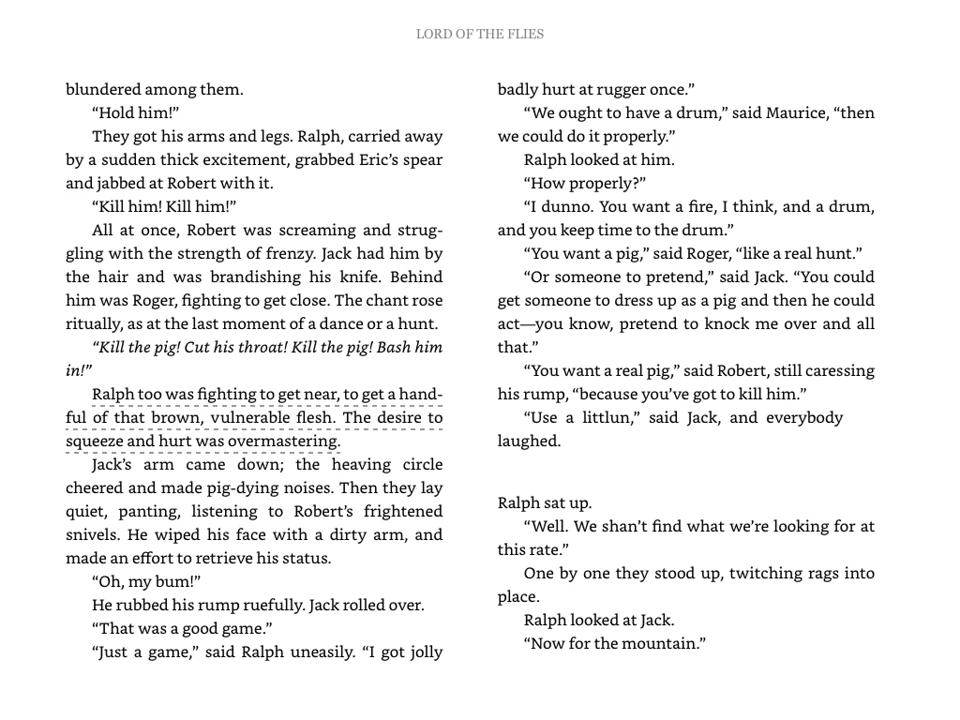 LORD OF THE FLIES
blundered among them.
“Hold him!”
They got his arms and legs. Ralph, carried away
by a sudden thick excitement, grabbed Eric’s spear
and jabbed at Robert with it.
“Kill him! Kill him!”
All at once, Robert was screaming and strug-
gling with the strength of frenzy. Jack had him by
the hair and was brandishing his knife. Behind
him was Roger, fighting to get close. The chant rose
ritually, as at the last moment of a dance or a hunt.
“Kill the pig! Cut his throat! Kill the pig! Bash him
in!”
Ralph too was fighting to get near, to get a hand-
ful of that brown, vulnerable flesh. The desire to
squeeze and hurt was overmastering.
Jack’s arm came down; the heaving circle
cheered and made pig-dying noises. Then they lay
quiet, panting, listening to Robert’s frightened
snivels. He wiped his face with a dirty arm, and
made an effort to retrieve his status.
“Oh, my bum!”
He rubbed his rump ruefully. Jack rolled over.
“That was a good game.”
“Just a game,” said Ralph uneasily. “I got jolly
badly hurt at rugger once.”
“We ought to have a drum,” said Maurice, “then
we could do it properly.”
Ralph looked at him.
“How properly?”
“I dunno. You want a fire, I think, and a drum,
and you keep time to the drum.”
“You want a pig,” said Roger, “like a real hunt.”
“Or someone to pretend,” said Jack. “You could
get someone to dress up as a pig and then he could
act—you know, pretend to knock me over and all
that.”
“You want a real pig,” said Robert, still caressing
his rump, “because you’ve got to kill him.”
“Use a littlun,” said Jack, and everybody
laughed.
Ralph sat up.
“Well. We shan’t find what we’re looking for at
this rate.”
One by one they stood up, twitching rags into
place.
Ralph looked at Jack.
“Now for the mountain.”